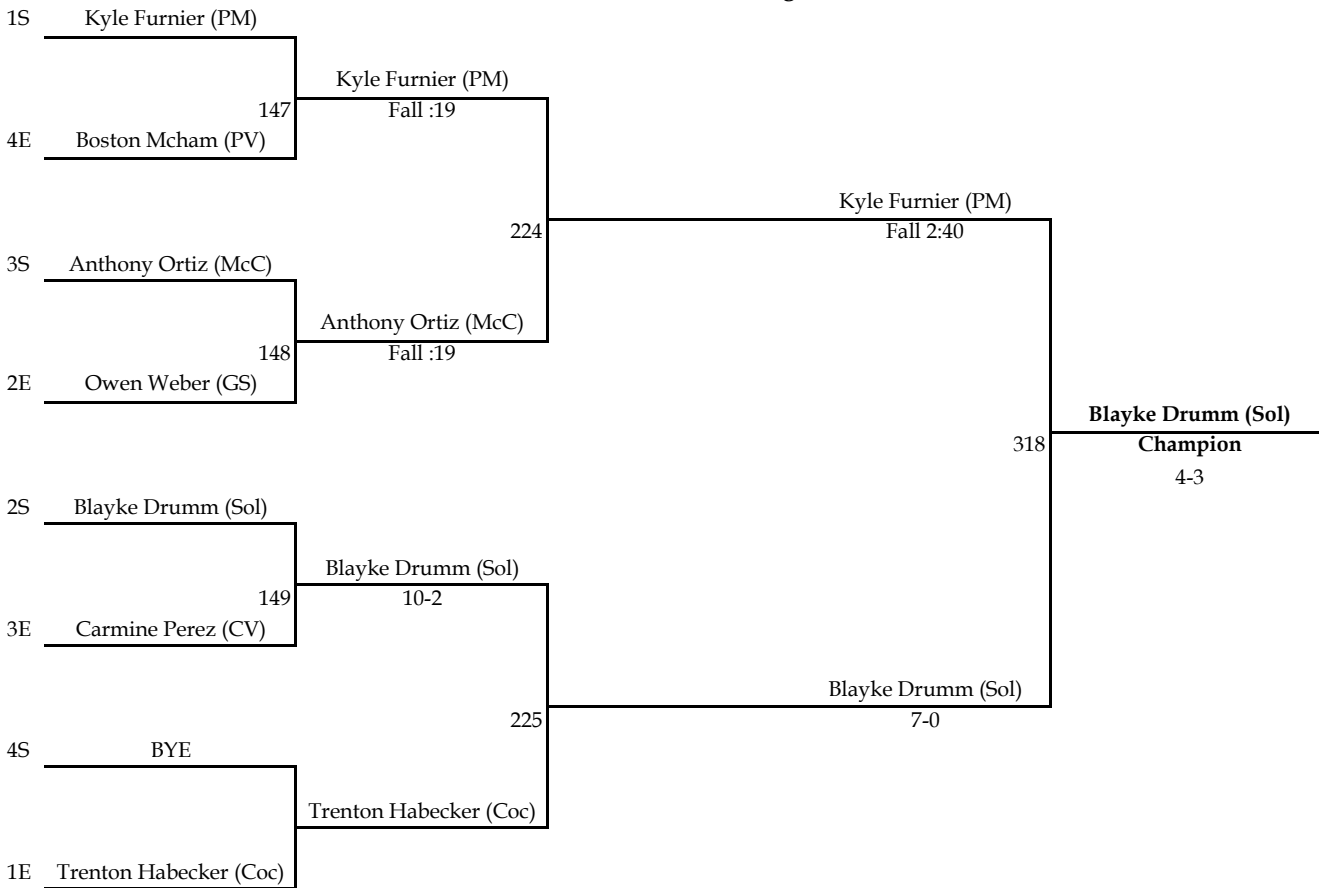 g
1S Kyle Furnier (PM)
Kyle Furnier (PM)
147 Fall :19
4E Boston Mcham (PV)
Kyle Furnier (PM)
224 Fall 2:40
3S Anthony Ortiz (McC)
Anthony Ortiz (McC)
148 Fall :19
2E Owen Weber (GS)
Blayke Drumm (Sol)
318 Champion
4-3
2S Blayke Drumm (Sol)
Blayke Drumm (Sol)
149 10-2
3E Carmine Perez (CV)
Blayke Drumm (Sol)
225 7-0
4S BYE
Trenton Habecker (Coc)
1E Trenton Habecker (Coc)